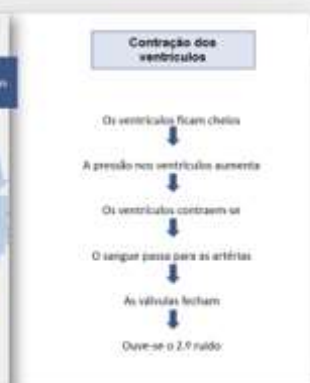 Contração dos
ventrículos
Os ventrículos ficam cheios
A pressão nos ventrículos aumenta
Os ventrículos contraem-se
O sangue passa para as artérias
As válvulas fecham
Ouve-se o 2.º ruído